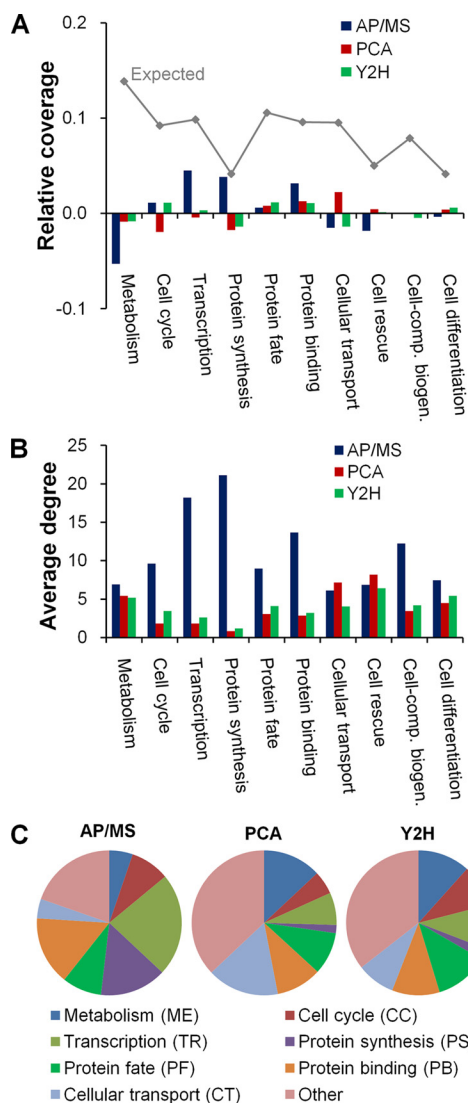 A
AP/MS
PCA
Y2H
Expected
Relative coverage
0.2
0.1
0.0
-0.1
Metabolism
Cell cycle
Transcription
Protein synthesis
Protein fate
Protein binding
Cellular transport
Cell rescue
Cell-comp. biogen.
Cell differentiation
B
AP/MS
PCA
Y2H
Average degree
25
20
15
10
5
0
Metabolism
Cell cycle
Transcription
Protein synthesis
Protein fate
Protein binding
Cellular transport
Cell rescue
Cell-comp. biogen.
Cell differentiation
C
AP/MS
PCA
Y2H
Metabolism (ME)
Cell cycle (CC)
Transcription (TR)
Protein synthesis (PS
Protein fate (PF)
Protein binding (PB)
Cellular transport (CT)
Other